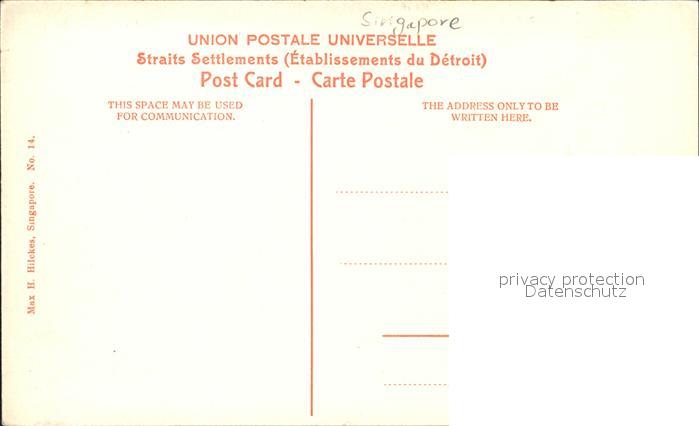 Singapore
UNION POSTALE UNIVERSELLE
Straits Settlements (Établissements du Détroit)
Post Card - Carte Postale
THIS SPACE MAY BE USED
FOR COMMUNICATION.
THE ADDRESS ONLY TO BE
WRITTEN HERE.
Max H. Hilckes, Singapore. No. 14.
privacy protection
Datenschutz